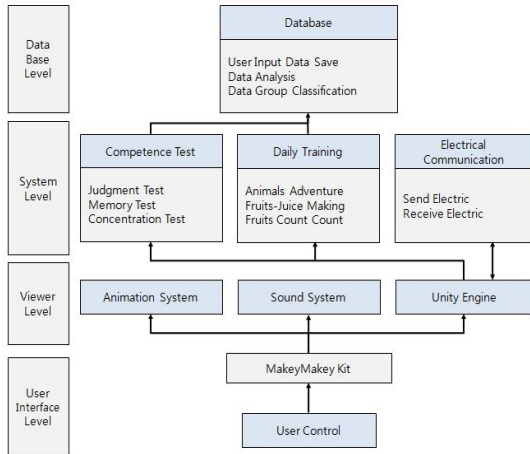 Data
Base
Level
Database
User Input Data Save
Data Analysis
Data Group Classification
System
Level
Competence Test
Judgment Test
Memory Test
Concentration Test
Daily Training
Animals Adventure
Fruits-Juice Making
Fruits Count Count
Electrical
Communication
Send Electric
Receive Electric
Viewer
Level
Animation System
Sound System
Unity Engine
User
Interface
Level
MakeyMakey Kit
User Control